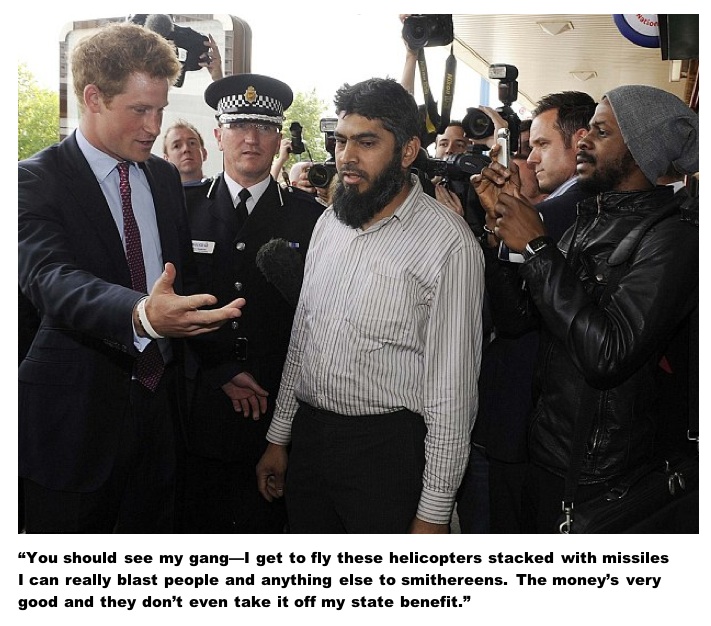 Natio
"You should see my gang—I get to fly these helicopters stacked with missiles
I can really blast people and anything else to smithereens. The money's very
good and they don't even take it off my state benefit."